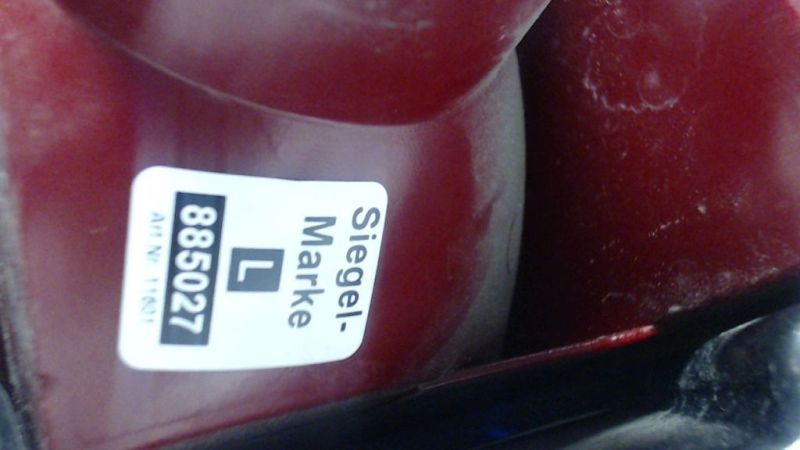 Siegel-
Marke
L
885027
Art Nr. 11601